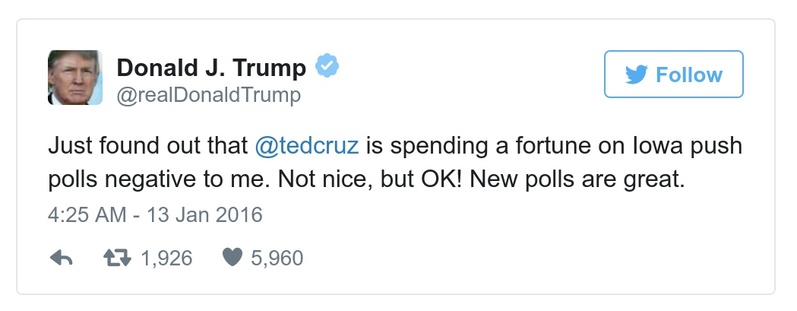 Donald J. Trump
@realDonaldTrump
Follow
Just found out that @tedcruz is spending a fortune on Iowa push
polls negative to me. Not nice, but OK! New polls are great.
4:25 AM - 13 Jan 2016
1,926 5,960